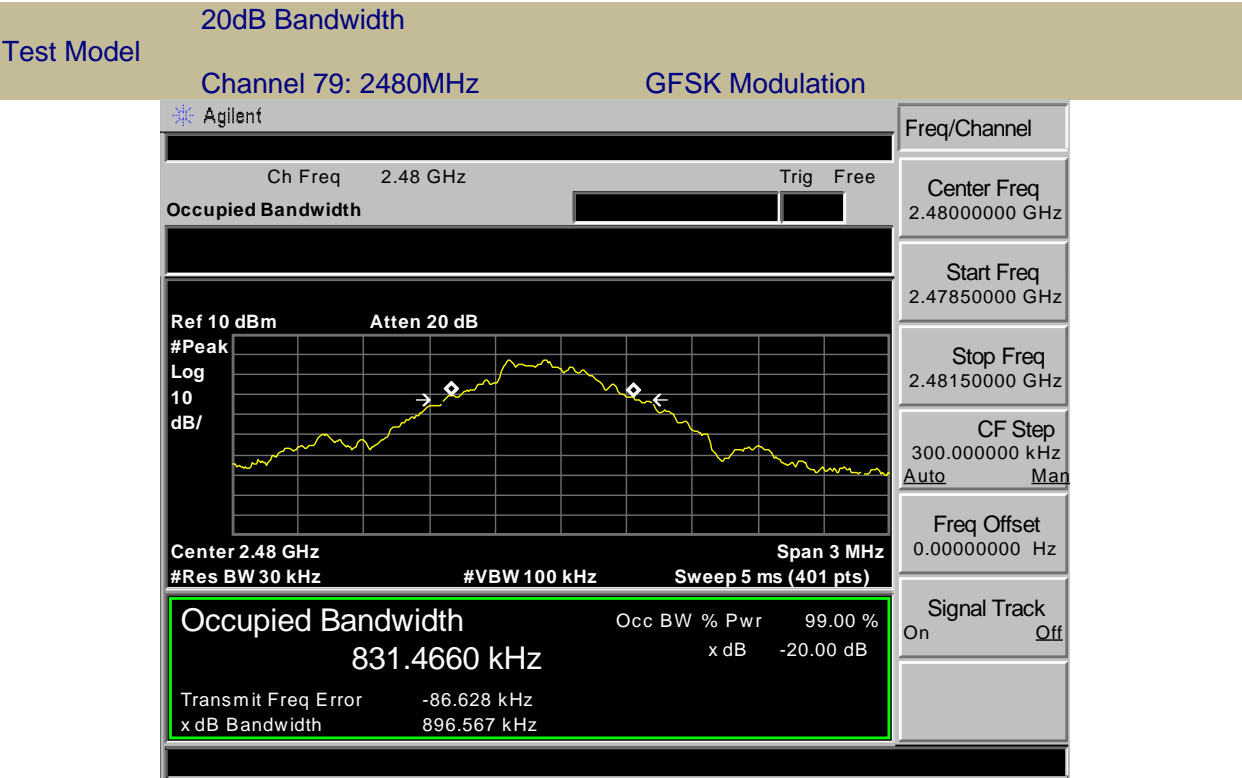 20dB Bandwidth
Test Model
Channel 79: 2480MHz GFSK Modulation
Agilent
Freq/Channel
Ch Freq 2.48 GHz Trig Free
Occupied Bandwidth
Center Freq
2.48000000 GHz
Start Freq
2.47850000 GHz
Ref 10 dBm Atten 20 dB
#Peak
Log
10
dB/
Stop Freq
2.48150000 GHz
CF Step
300.000000 kHz
Auto Man
Freq Offset
0.00000000 Hz
Center 2.48 GHz Span 3 MHz
#Res BW 30 kHz #VBW 100 kHz Sweep 5 ms (401 pts)
Signal Track
On Off
Occupied Bandwidth Occ BW % Pwr 99.00 %
831.4660 kHz x dB -20.00 dB
Transmit Freq Error -86.628 kHz
x dB Bandwidth 896.567 kHz